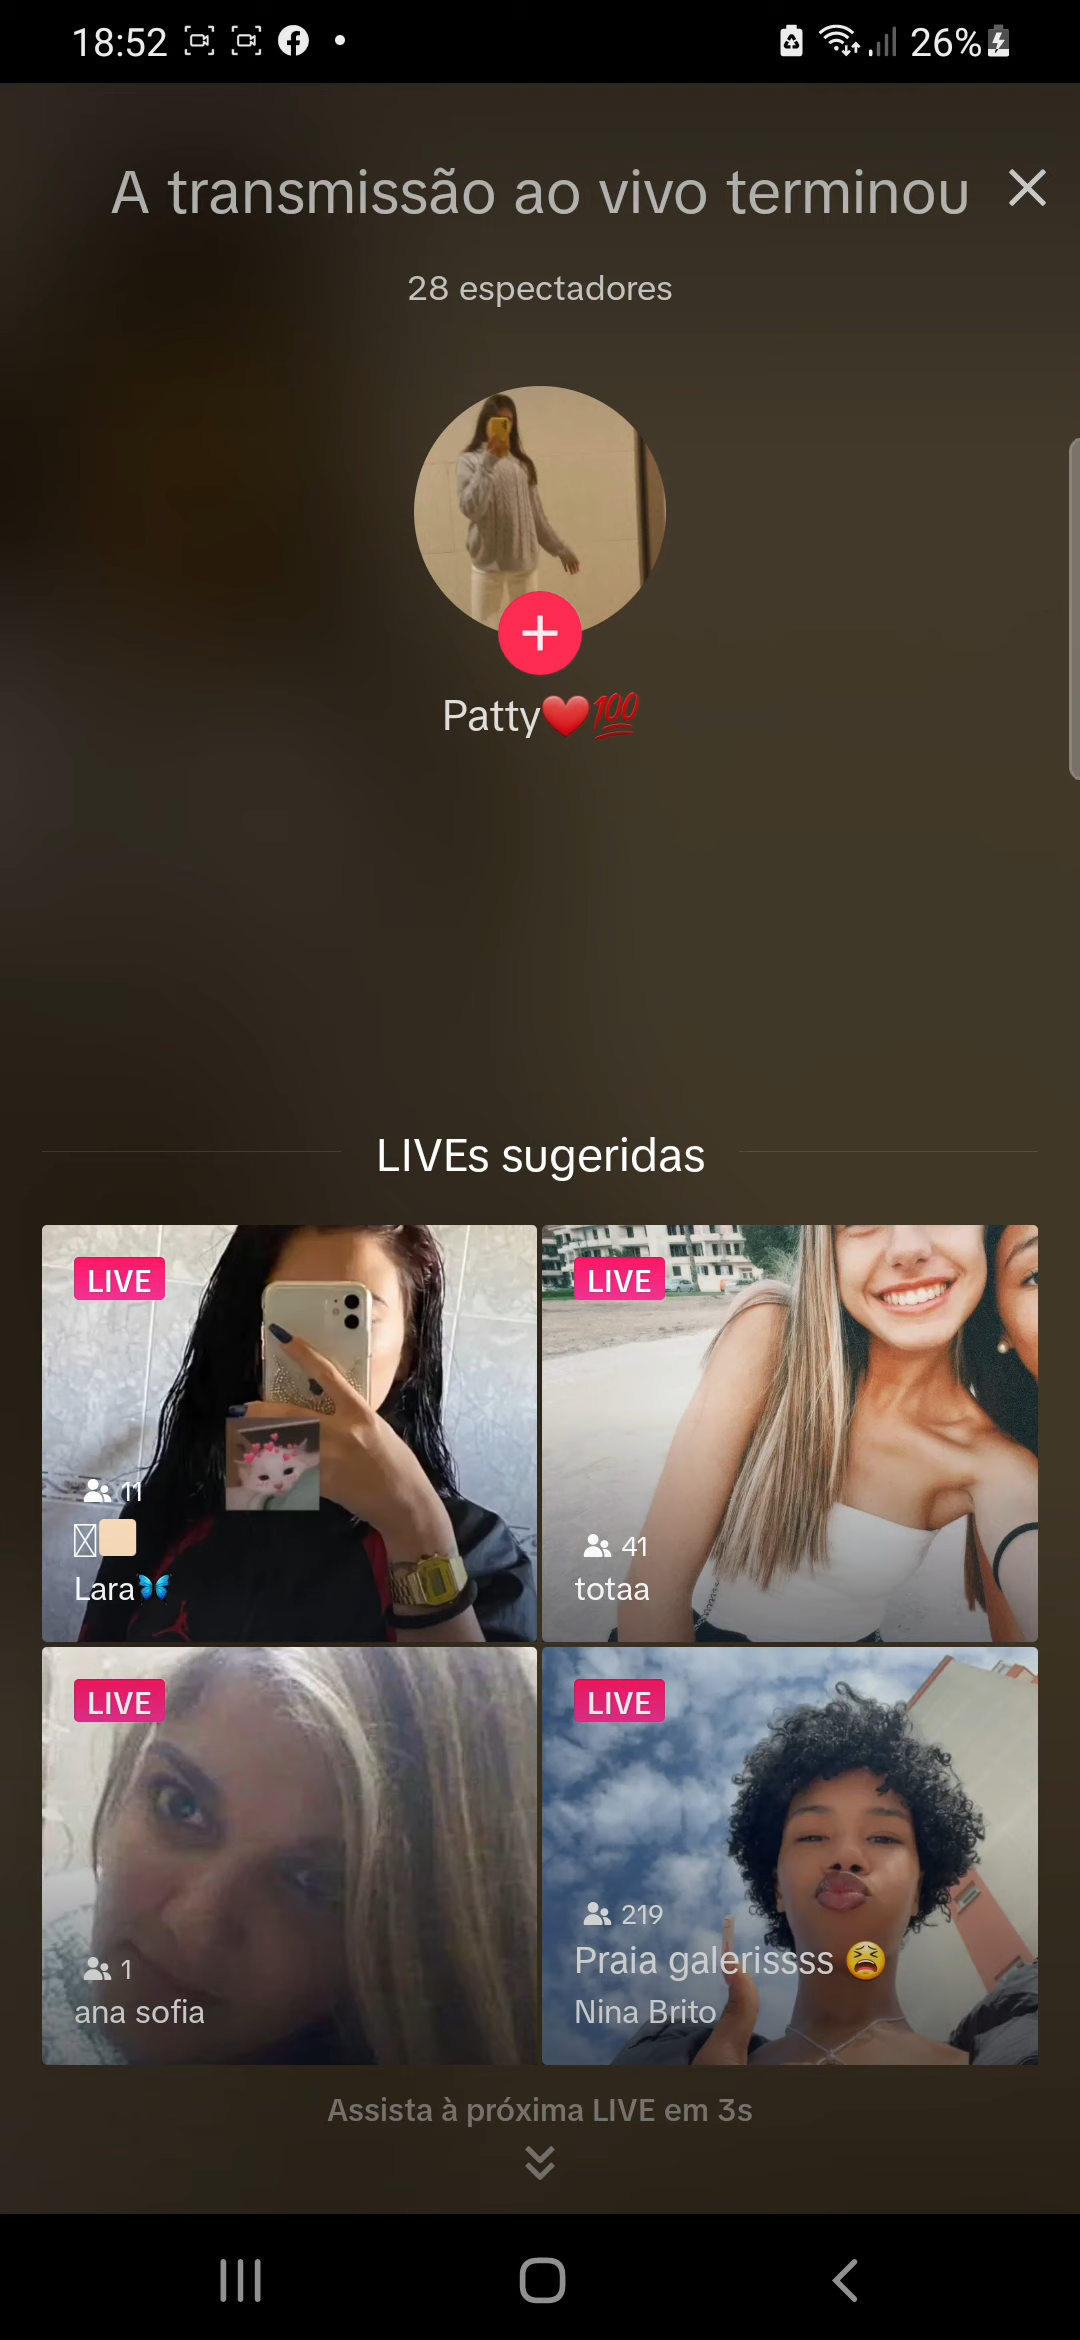 18:52
26%
A transmissão ao vivo terminou
28 espectadores
Patty❤️💯
LIVEs sugeridas
LIVE
11
Lara🦋
LIVE
41
totaa
LIVE
1
ana sofia
LIVE
219
Praia galerissss 😫
Nina Brito
Assista à próxima LIVE em 3s